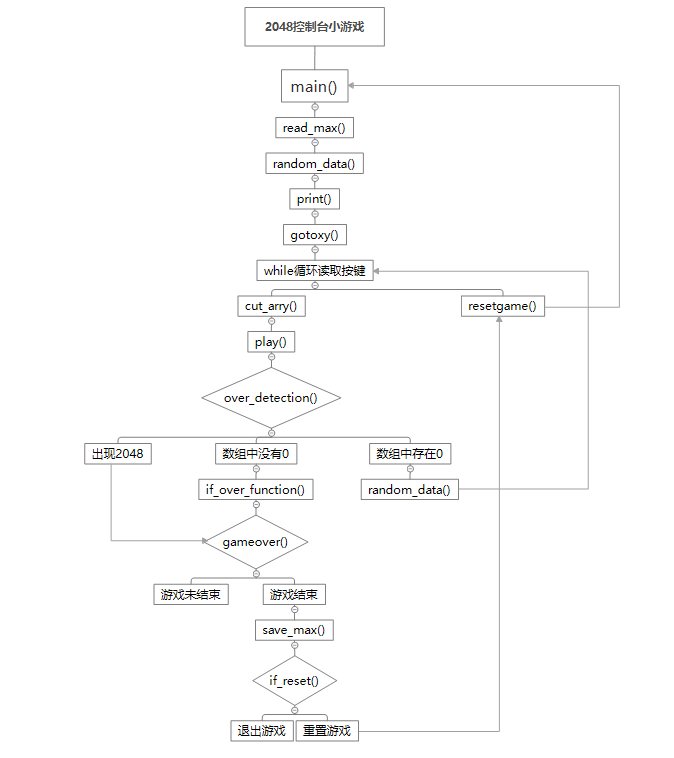 2048控制台小游戏
main()
read_max()
random_data()
print()
gotoxy()
while循环读取按键
cut_arry()
resetgame()
play()
over_detection()
出现2048
数组中没有0
数组中存在0
if_over_function()
random_data()
gameover()
游戏未结束
游戏结束
save_max()
if_reset()
退出游戏
重置游戏